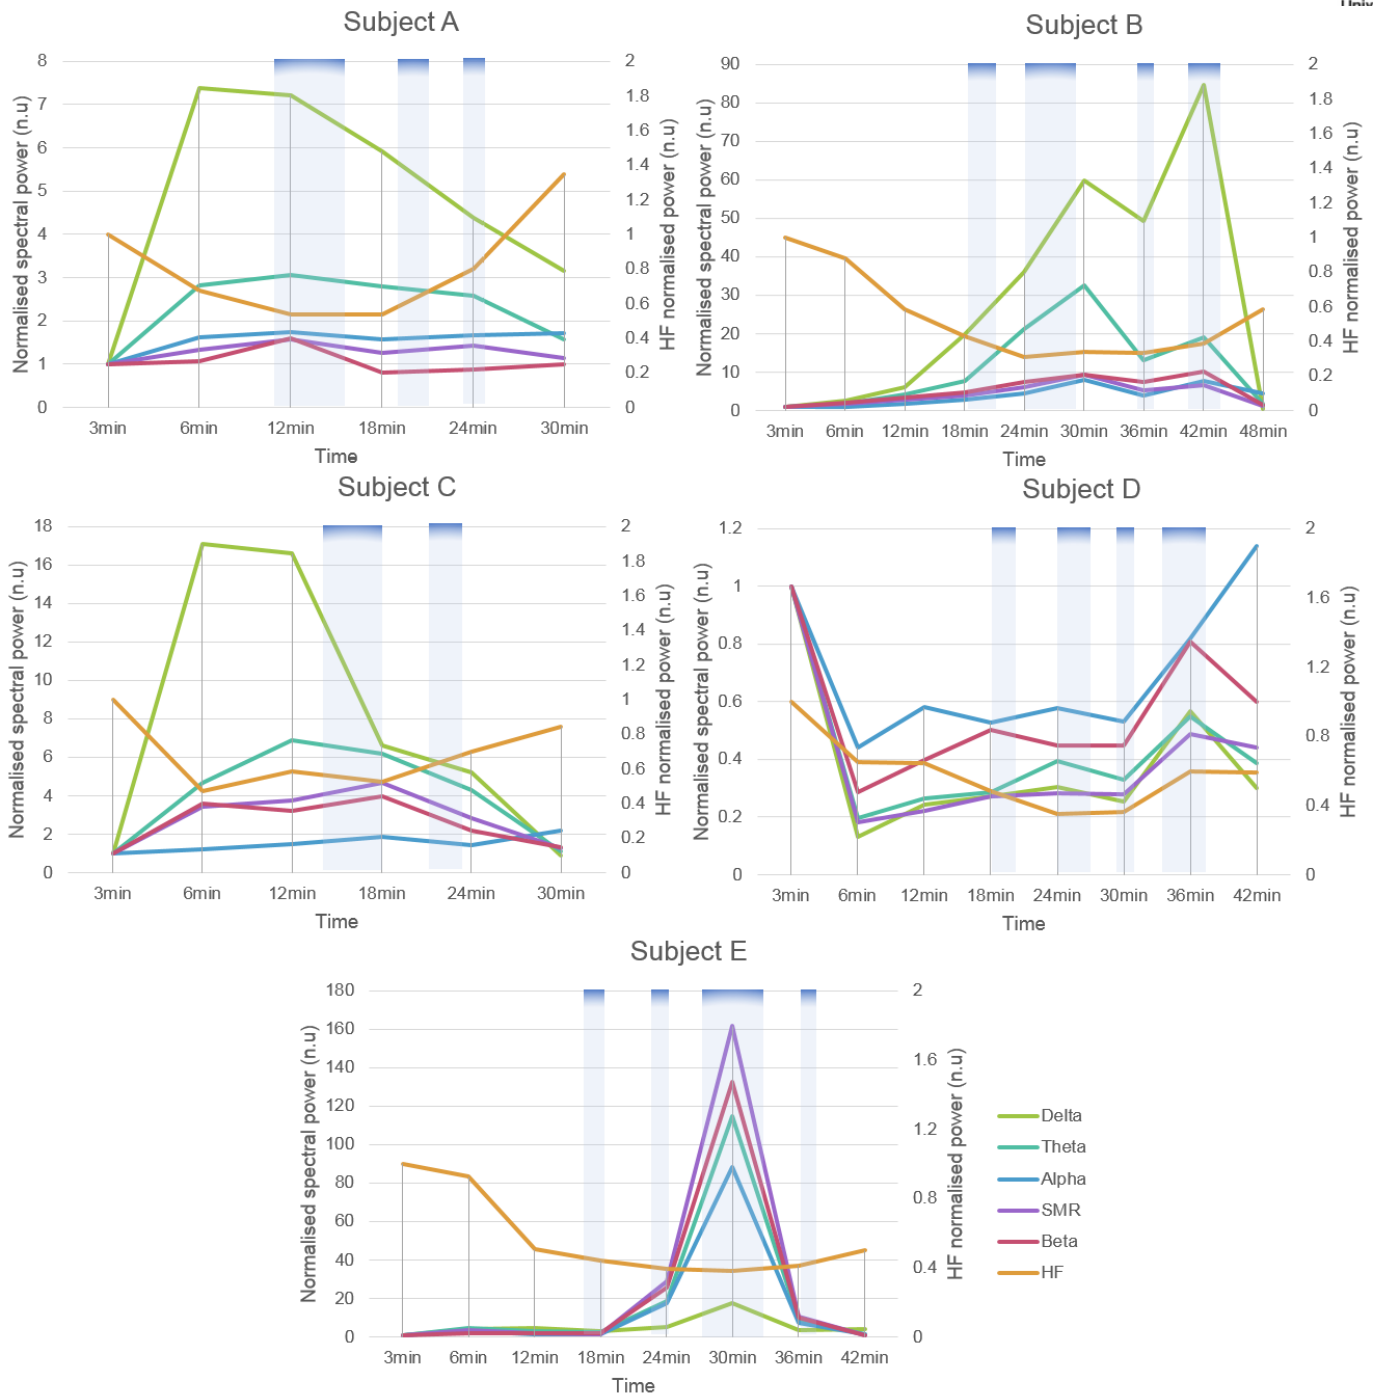 Subject A
Normalised spectral power (n.u)
8
7
6
5
4
3
2
1
0
2
1.8
1.6
1.4
1.2
1
0.8
0.6
0.4
0.2
0
HF normalised power (n.u)
3min 6min 12min 18min 24min 30min
Time
Subject B
Normalised spectral power (n.u)
90
80
70
60
50
40
30
20
10
0
2
1.8
1.6
1.4
1.2
1
0.8
0.6
0.4
0.2
0
HF normalised power (n.u)
3min 6min 12min 18min 24min 30min 36min 42min 48min
Time
Subject C
Normalised spectral power (n.u)
18
16
14
12
10
8
6
4
2
0
2
1.8
1.6
1.4
1.2
1
0.8
0.6
0.4
0.2
0
HF normalised power (n.u)
3min 6min 12min 18min 24min 30min
Time
Subject D
Normalised spectral power (n.u)
1.2
1
0.8
0.6
0.4
0.2
0
2
1.6
1.2
0.8
0.4
0
HF normalised power (n.u)
3min 6min 12min 18min 24min 30min 36min 42min
Time
Subject E
Normalised spectral power (n.u)
180
160
140
120
100
80
60
40
20
0
2
1.6
1.2
0.8
0.4
0
HF normalised power (n.u)
3min 6min 12min 18min 24min 30min 36min 42min
Time
Delta
Theta
Alpha
SMR
Beta
HF